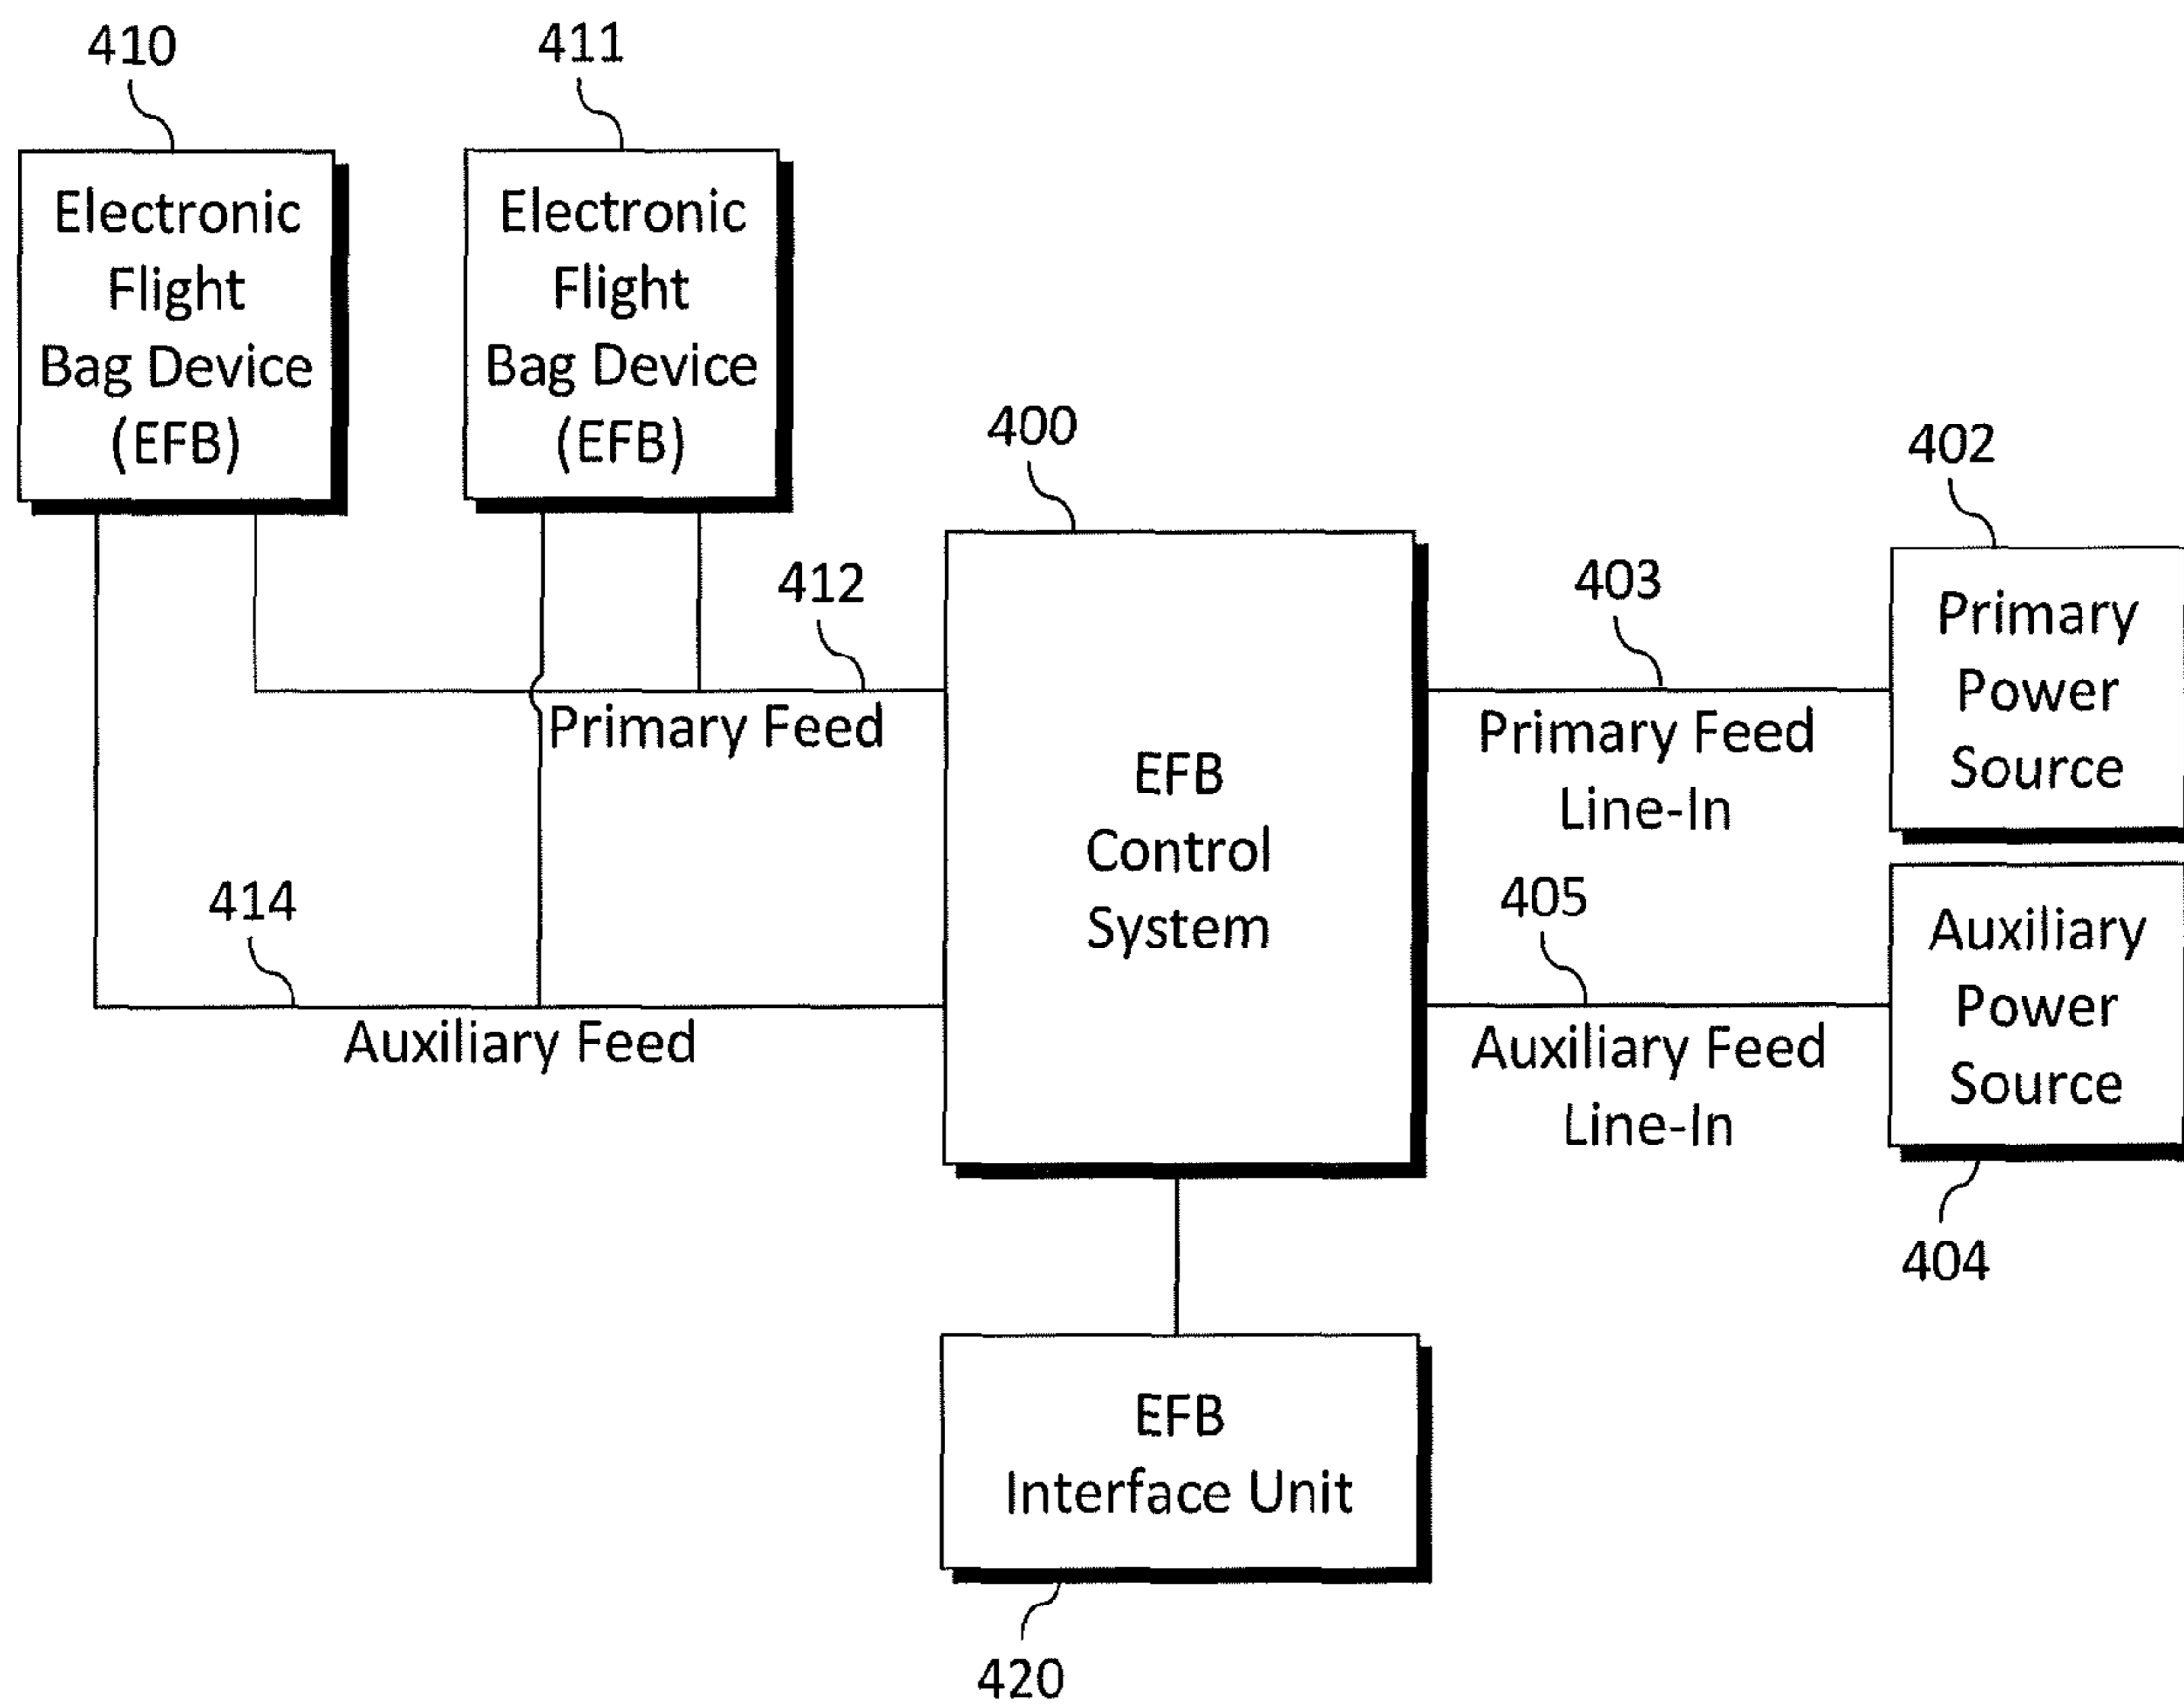 410
411
Electronic
Flight
Bag Device
(EFB)
Electronic
Flight
Bag Device
(EFB)
400
402
412
403
Primary
Power
Source
Primary Feed
Primary Feed
Line-In
EFB
Control
System
414
405
Auxiliary
Power
Source
Auxiliary Feed
Auxiliary Feed
Line-In
404
EFB
Interface Unit
420